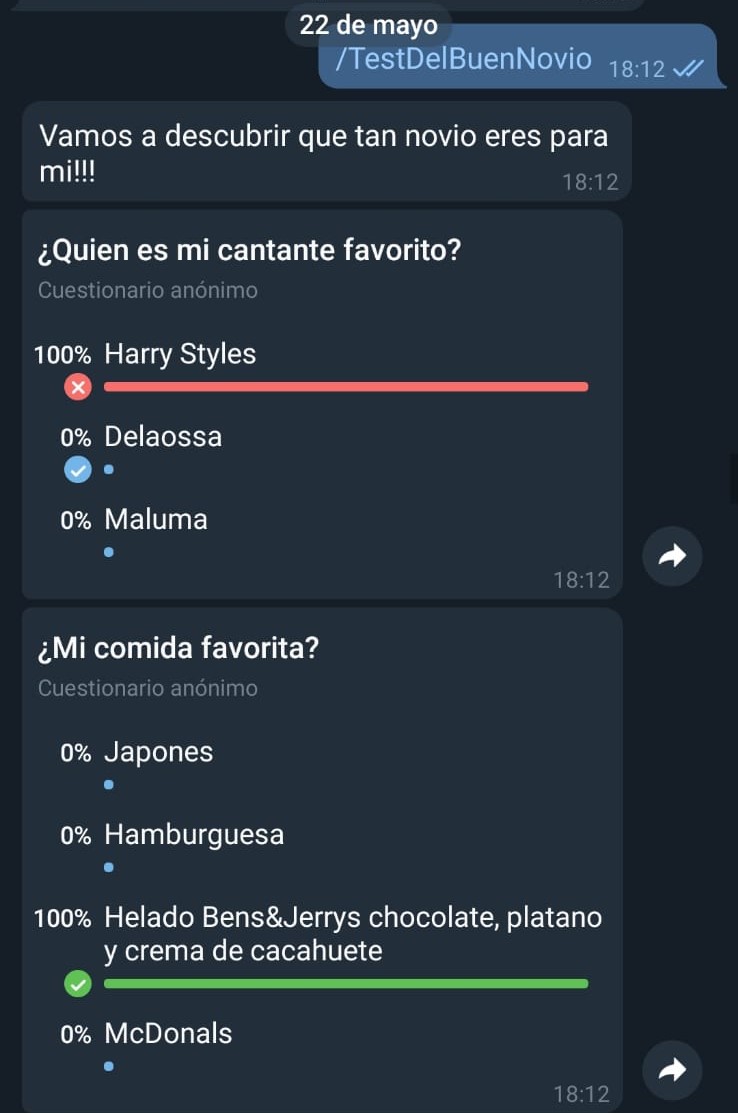 22 de mayo
/TestDelBuenNovio 18:12
Vamos a descubrir que tan novio eres para
mi!!!
18:12
¿Quien es mi cantante favorito?
Cuestionario anónimo
100% Harry Styles
0% Delaossa
0% Maluma
18:12
¿Mi comida favorita?
Cuestionario anónimo
0% Japones
0% Hamburguesa
100% Helado Bens&Jerrys chocolate, platano
y crema de cacahuete
0% McDonals
18:12